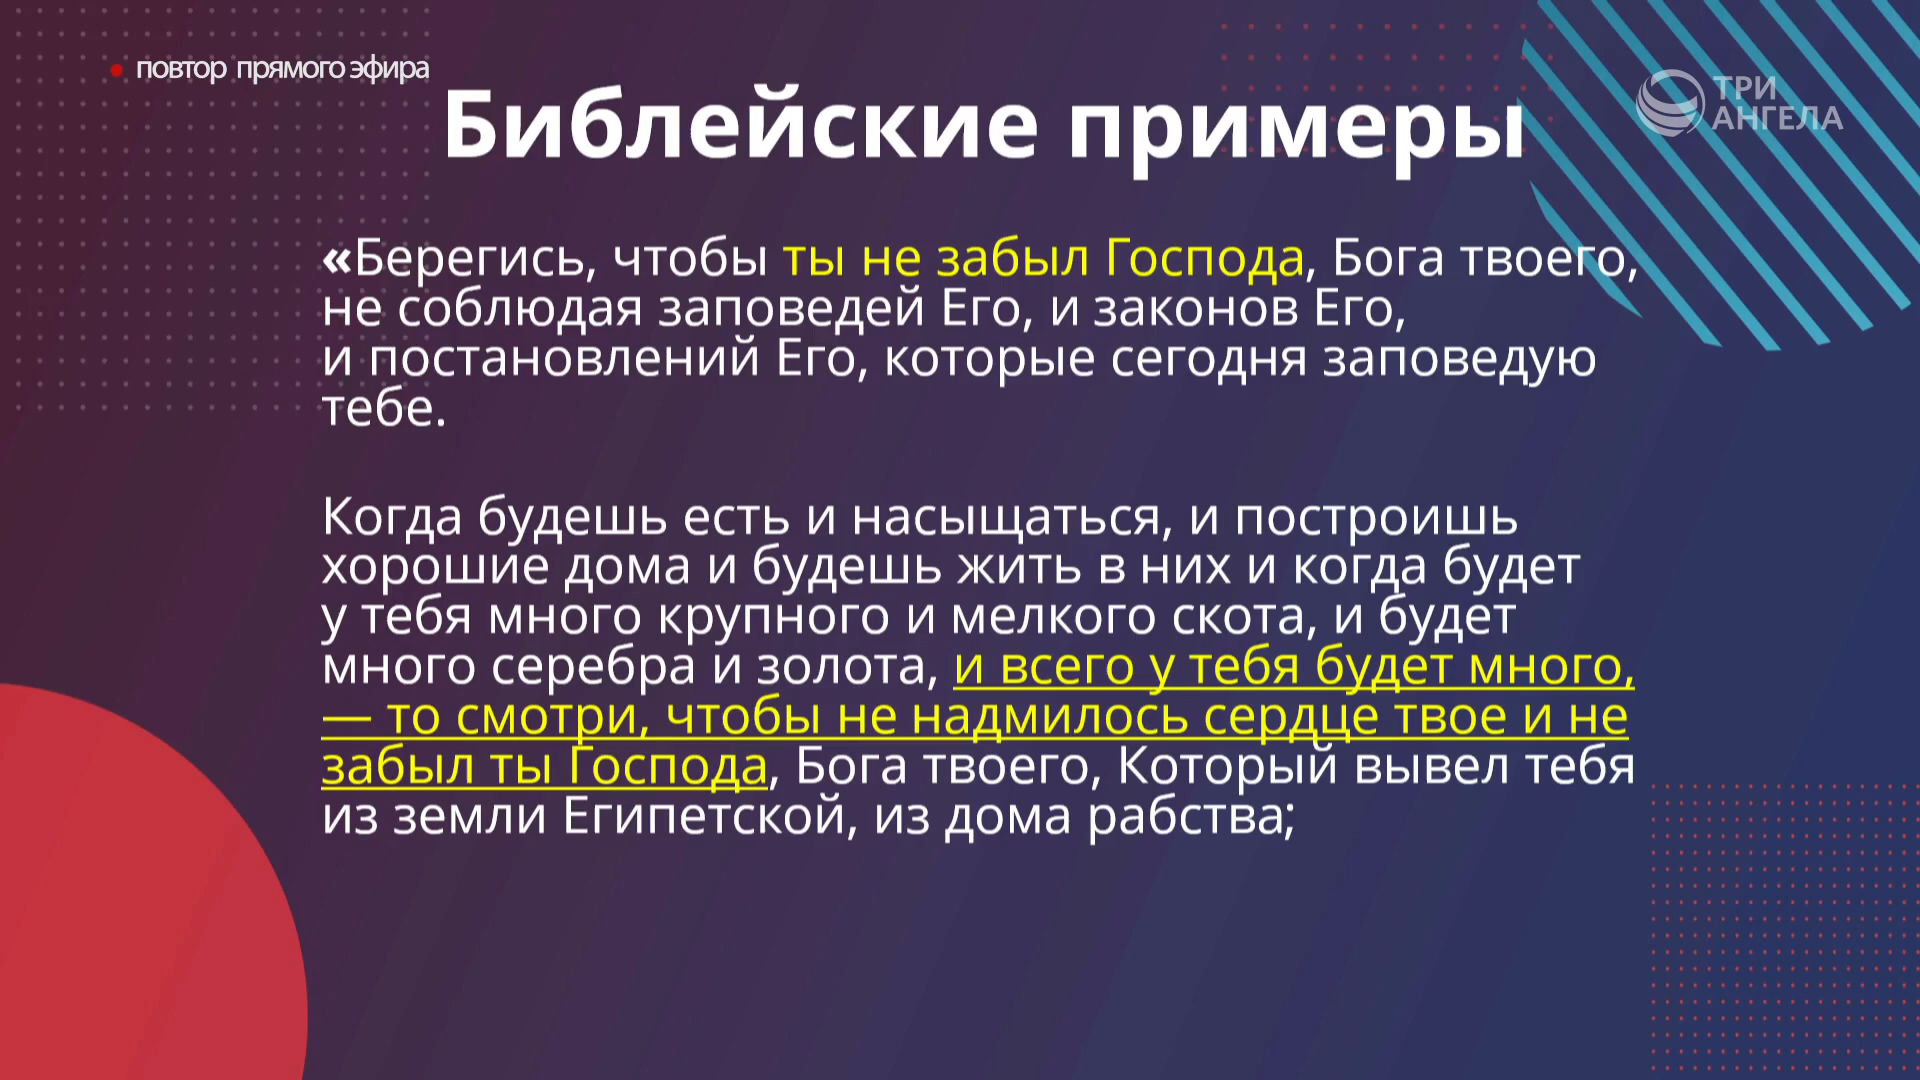 повтор прямого эфира
ТРИ
АНГЕЛА
Библейские примеры
«Берегись, чтобы ты не забыл Господа, Бога твоего,
не соблюдая заповедей Его, и законов Его,
и постановлений Его, которые сегодня заповедую
тебе.
Когда будешь есть и насыщаться, и построишь
хорошие дома и будешь жить в них и когда будет
у тебя много крупного и мелкого скота, и будет
много серебра и золота, и всего у тебя будет много,
— то смотри, чтобы не надмилось сердце твое и не
забыл ты Господа, Бога твоего, Который вывел тебя
из земли Египетской, из дома рабства;